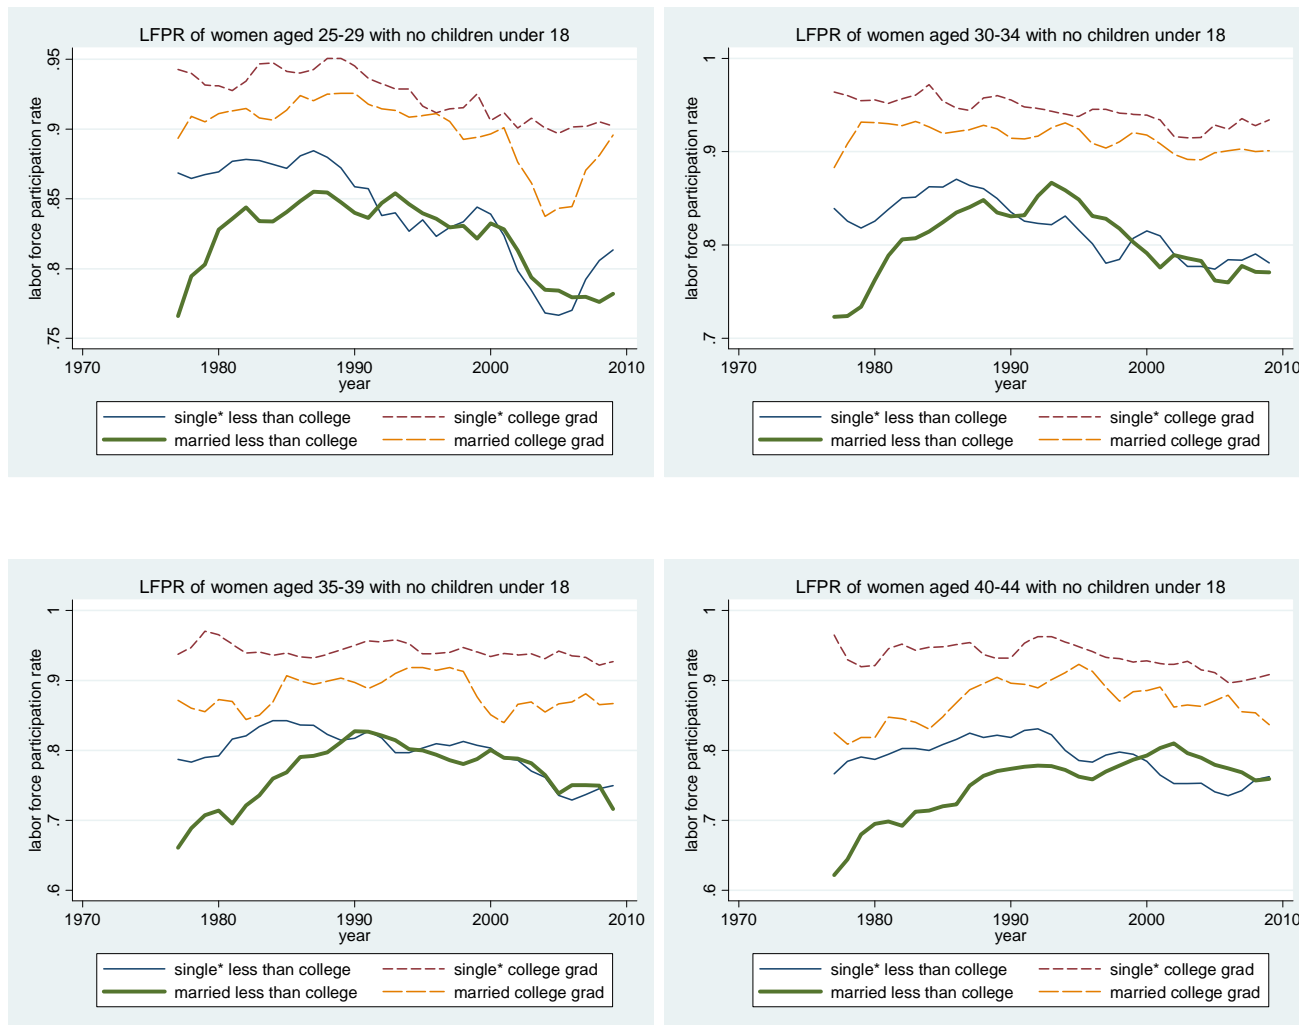 LFPR of women aged 25-29 with no children under 18
labor force participation rate
.95
.9
.85
.8
.75
1970 1980 1990 2000 2010
year
single* less than college single* college grad
married less than college married college grad
LFPR of women aged 30-34 with no children under 18
labor force participation rate
1
.9
.8
.7
1970 1980 1990 2000 2010
year
single* less than college single* college grad
married less than college married college grad
LFPR of women aged 35-39 with no children under 18
labor force participation rate
1
.9
.8
.7
.6
1970 1980 1990 2000 2010
year
single* less than college single* college grad
married less than college married college grad
LFPR of women aged 40-44 with no children under 18
labor force participation rate
1
.9
.8
.7
.6
1970 1980 1990 2000 2010
year
single* less than college single* college grad
married less than college married college grad